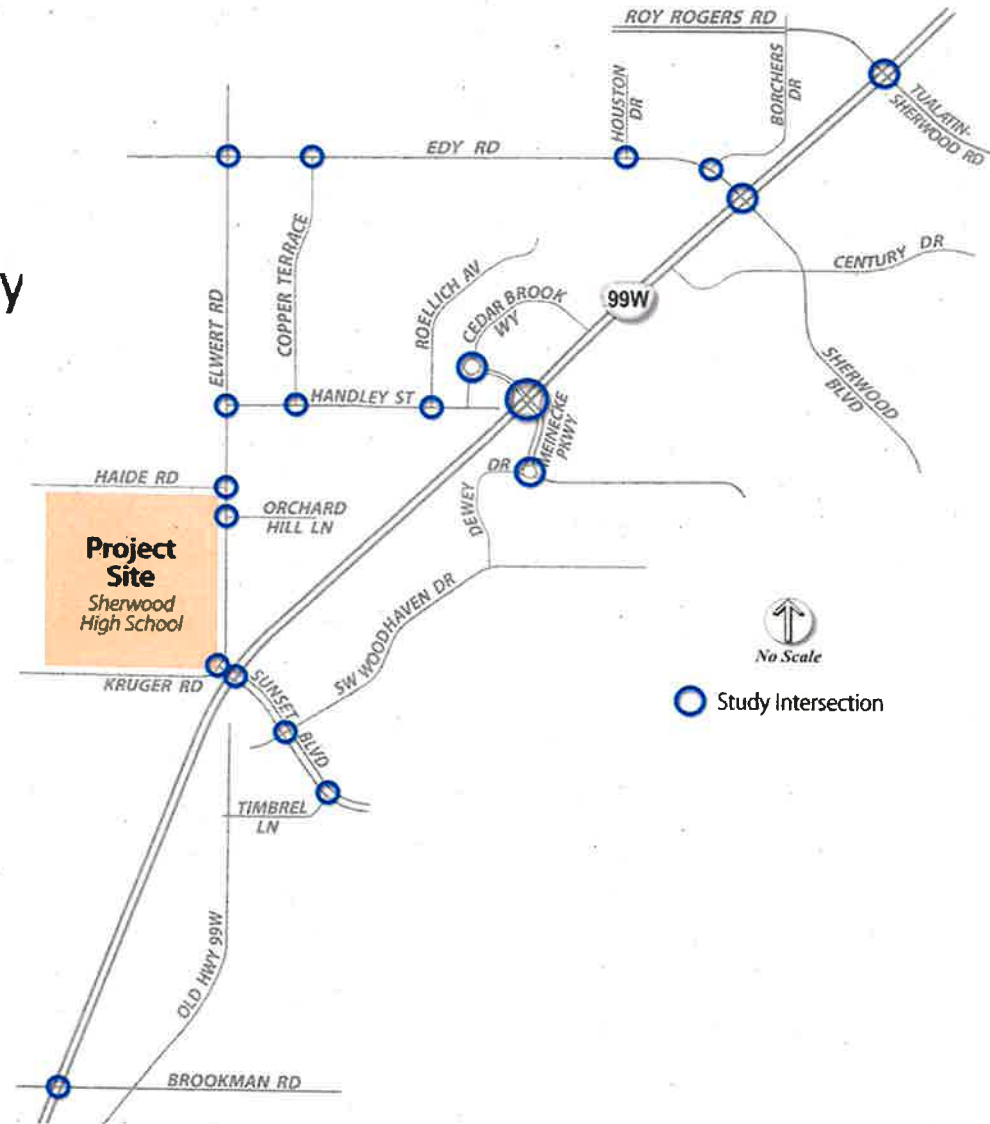 ROY ROGERS RD
BORCHERS
DR
HOUSTON
DR
TUALATIN-
SHERWOOD RD
EDY RD
y
COPPER TERRACE
ROELLICH AV
CENTURY DR
CEDAR BROOK
WY
99W
ELWERT RD
HANDLEY ST
SHERWOOD
BLVD
MEINECKE
PKWY
HAIDE RD
DR
DEWEY
ORCHARD
HILL LN
Project
Site
Sherwood
High School
SW WOODHAVEN DR
No Scale
KRUGER RD
SUNSET
BLVD
Study Intersection
TIMBREL
LN
OLD HWY 99W
BROOKMAN RD